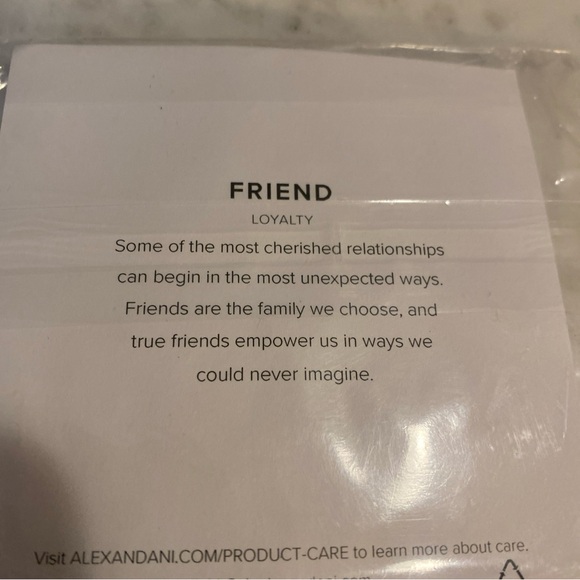 FRIEND
LOYALTY
Some of the most cherished relationships
can begin in the most unexpected ways.
Friends are the family we choose, and
true friends empower us in ways we
could never imagine.
Visit ALEXANDANI.COM/PRODUCT-CARE to learn more about care.